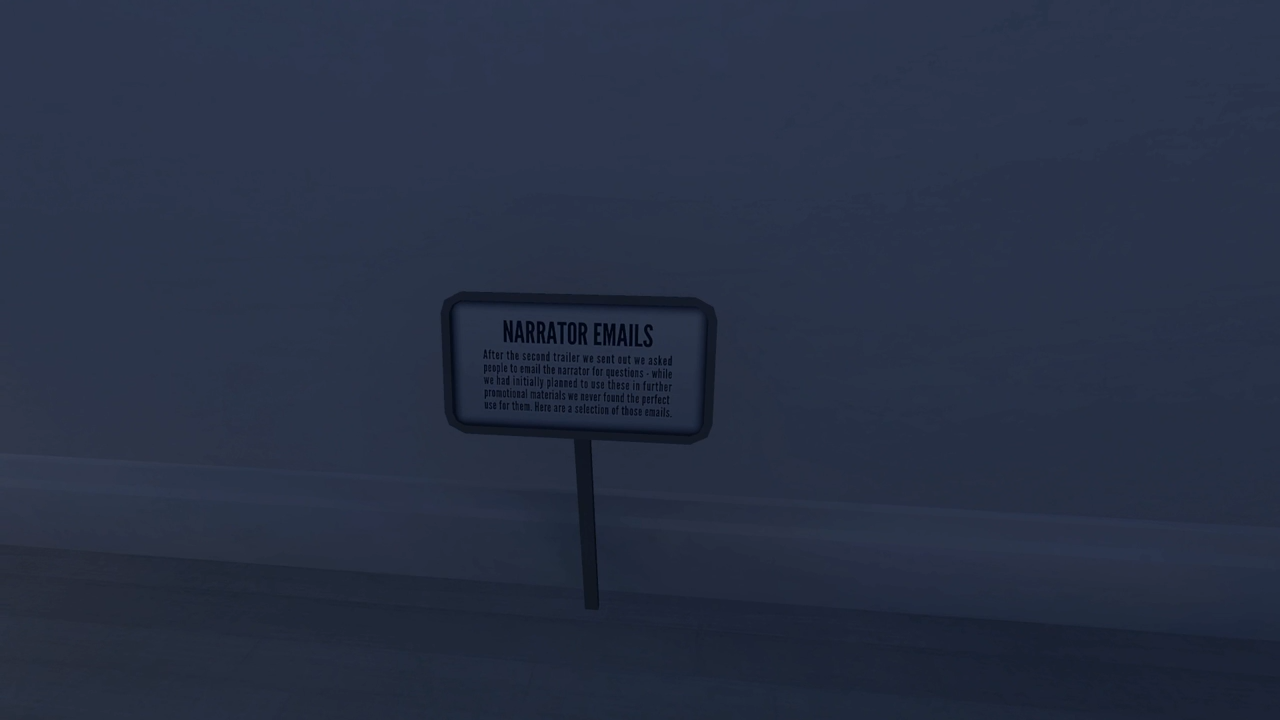 NARRATOR EMAILS
After the second trailer we sent out we asked
people to email the narrator for questions - while
we had initially planned to use these in further
promotional materials we never found the perfect
use for them. Here are a selection of those emails.